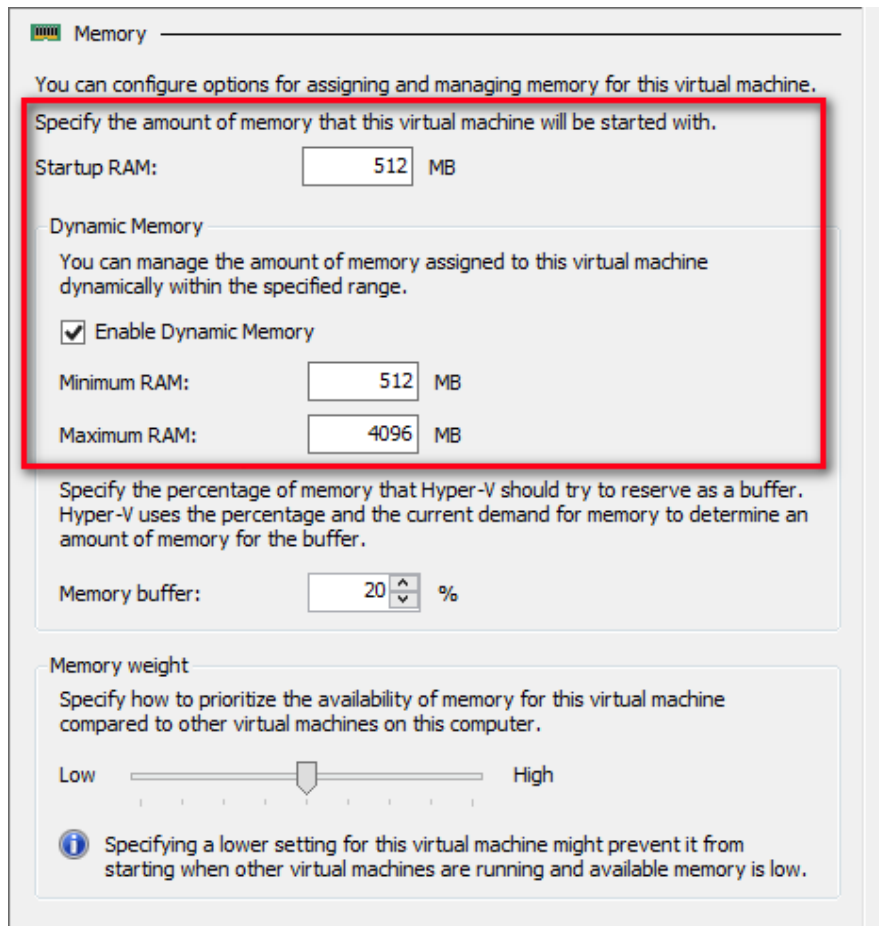 Memory
You can configure options for assigning and managing memory for this virtual machine.
Specify the amount of memory that this virtual machine will be started with.
Startup RAM: 512 MB
Dynamic Memory
You can manage the amount of memory assigned to this virtual machine
dynamically within the specified range.
Enable Dynamic Memory
Minimum RAM: 512 MB
Maximum RAM: 4096 MB
Specify the percentage of memory that Hyper-V should try to reserve as a buffer.
Hyper-V uses the percentage and the current demand for memory to determine an
amount of memory for the buffer.
Memory buffer: 20 %
Memory weight
Specify how to prioritize the availability of memory for this virtual machine
compared to other virtual machines on this computer.
Low High
Specifying a lower setting for this virtual machine might prevent it from
starting when other virtual machines are running and available memory is low.